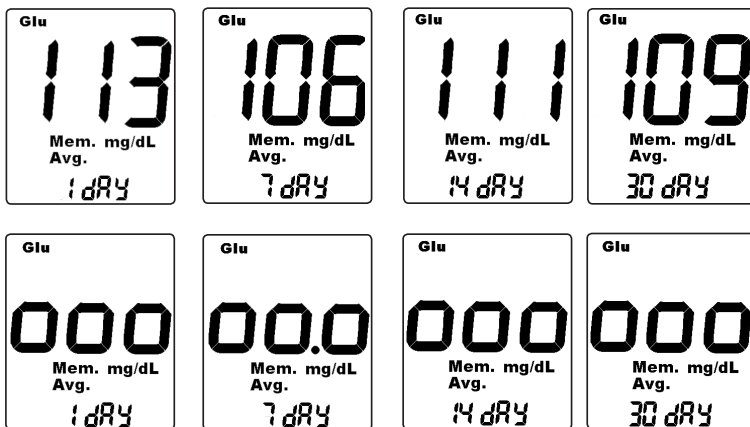 Glu
113
Mem. mg/dL
Avg.
1 dAY
Glu
106
Mem. mg/dL
Avg.
7 dAY
Glu
111
Mem. mg/dL
Avg.
14 dAY
Glu
109
Mem. mg/dL
Avg.
30 dAY
Glu
000
Mem. mg/dL
Avg.
1 dAY
Glu
00.0
Mem. mg/dL
Avg.
7 dAY
Glu
000
Mem. mg/dL
Avg.
14 dAY
Glu
000
Mem. mg/dL
Avg.
30 dAY